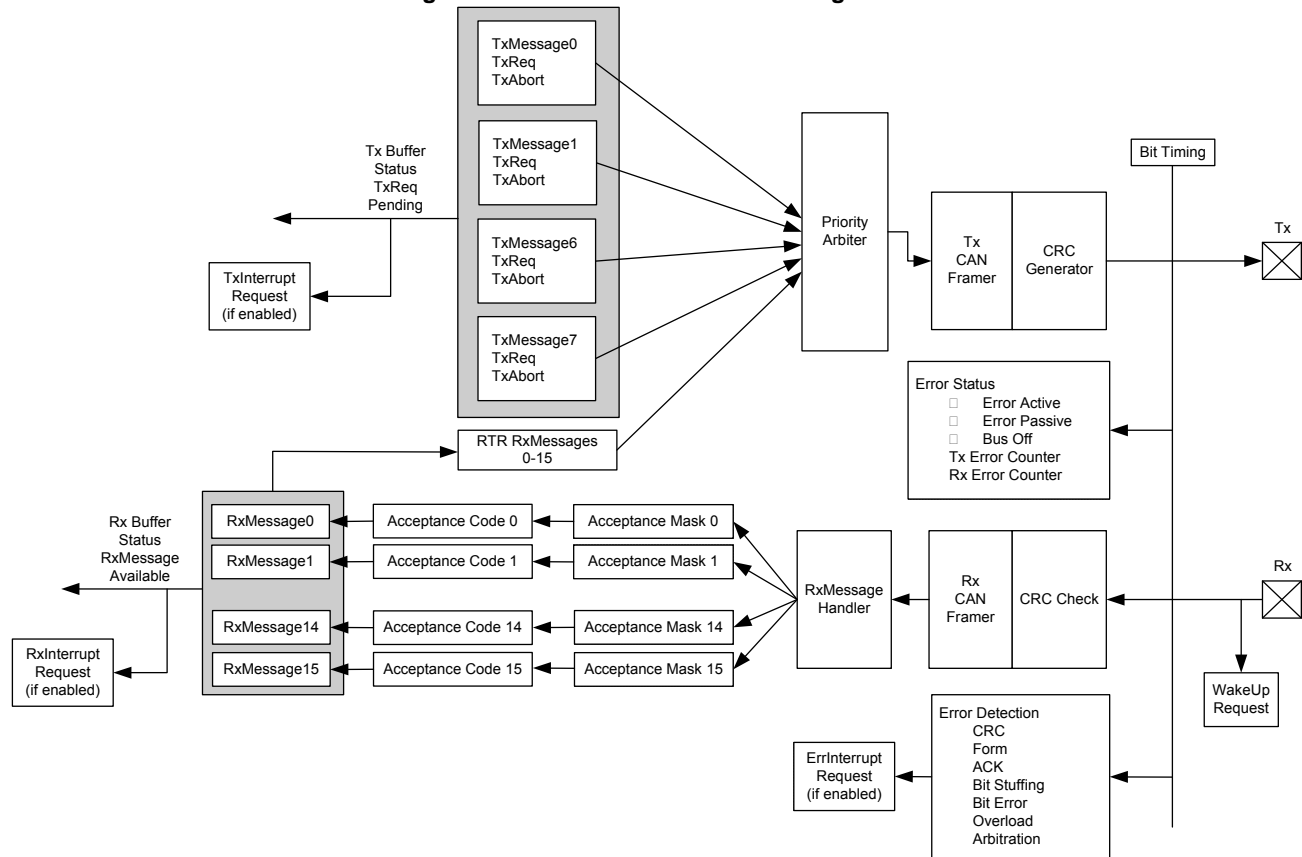 TxMessage0
TxReq
TxAbort
TxMessage1
TxReq
TxAbort
TxMessage6
TxReq
TxAbort
TxMessage7
TxReq
TxAbort
Tx Buffer
Status
TxReq
Pending
TxInterrupt
Request
(if enabled)
Priority
Arbiter
Tx
CAN
Framer
CRC
Generator
Bit Timing
Tx
Error Status
Error Active
Error Passive
Bus Off
Tx Error Counter
Rx Error Counter
RTR RxMessages
0-15
Rx Buffer
Status
RxMessage
Available
RxInterrupt
Request
(if enabled)
RxMessage0
Acceptance Code 0
Acceptance Mask 0
RxMessage1
Acceptance Code 1
Acceptance Mask 1
RxMessage14
Acceptance Code 14
Acceptance Mask 14
RxMessage15
Acceptance Code 15
Acceptance Mask 15
RxMessage
Handler
Rx
CAN
Framer
CRC Check
Rx
WakeUp
Request
Error Detection
CRC
Form
ACK
Bit Stuffing
Bit Error
Overload
Arbitration
ErrInterrupt
Request
(if enabled)